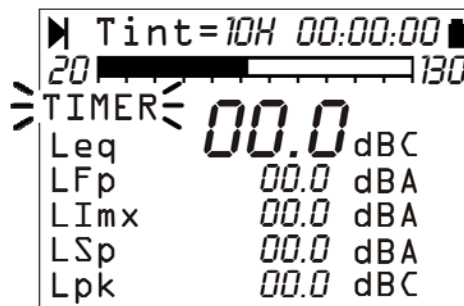 Tint=10H 00:00:00
20 130
TIMER
Leq 00.0 dBC
LFp 00.0 dBA
LImx 00.0 dBA
LSp 00.0 dBA
Lpk 00.0 dBC